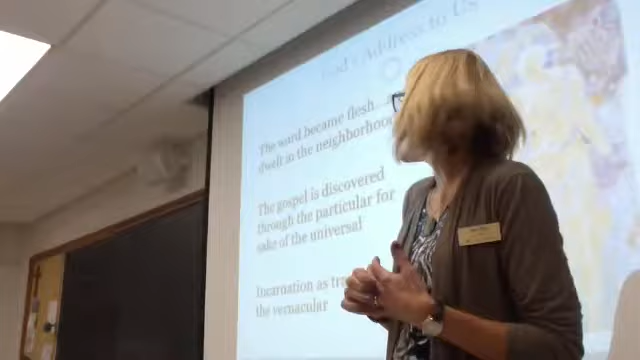 God's Address to Us
The word became flesh
dwelt in the neighborhood
The gospel is discovered
through the particular for
sake of the universal
Incarnation as
the vernacular